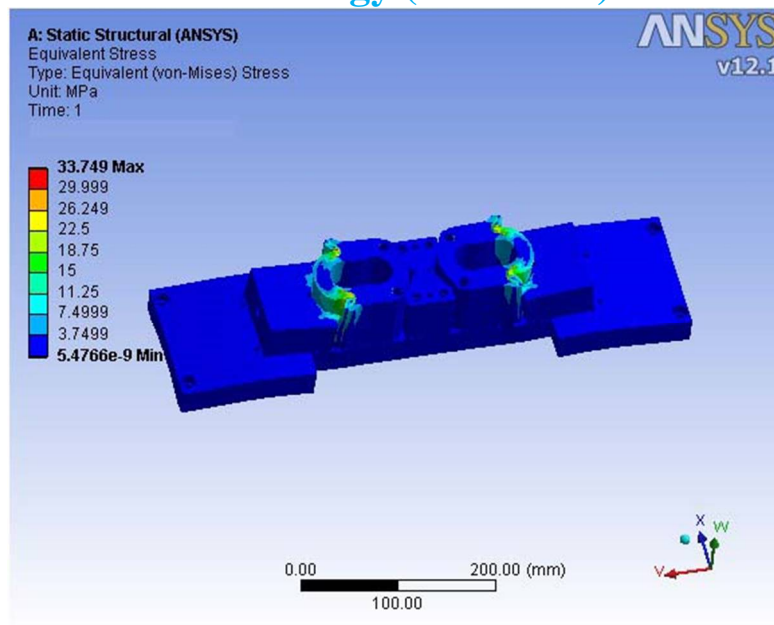 gy (
A: Static Structural (ANSYS)
Equivalent Stress
Type: Equivalent (von-Mises) Stress
Unit: MPa
Time: 1
ANSYS
v12.1
33.749 Max
29.999
26.249
22.5
18.75
15
11.25
7.4999
3.7499
5.4766e-9 Min
X
W
V
0.00
200.00 (mm)
100.00